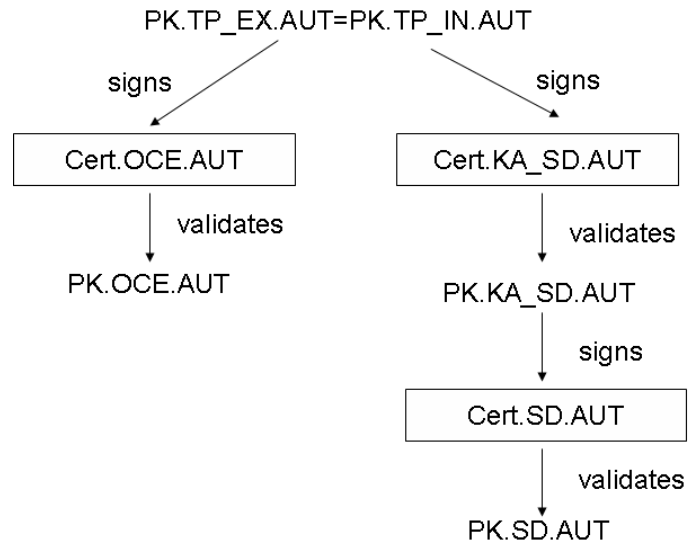 PK.TP_EX.AUT=PK.TP_IN.AUT
signs
signs
Cert.OCE.AUT
Cert.KA_SD.AUT
validates
validates
PK.OCE.AUT
PK.KA_SD.AUT
signs
Cert.SD.AUT
validates
PK.SD.AUT